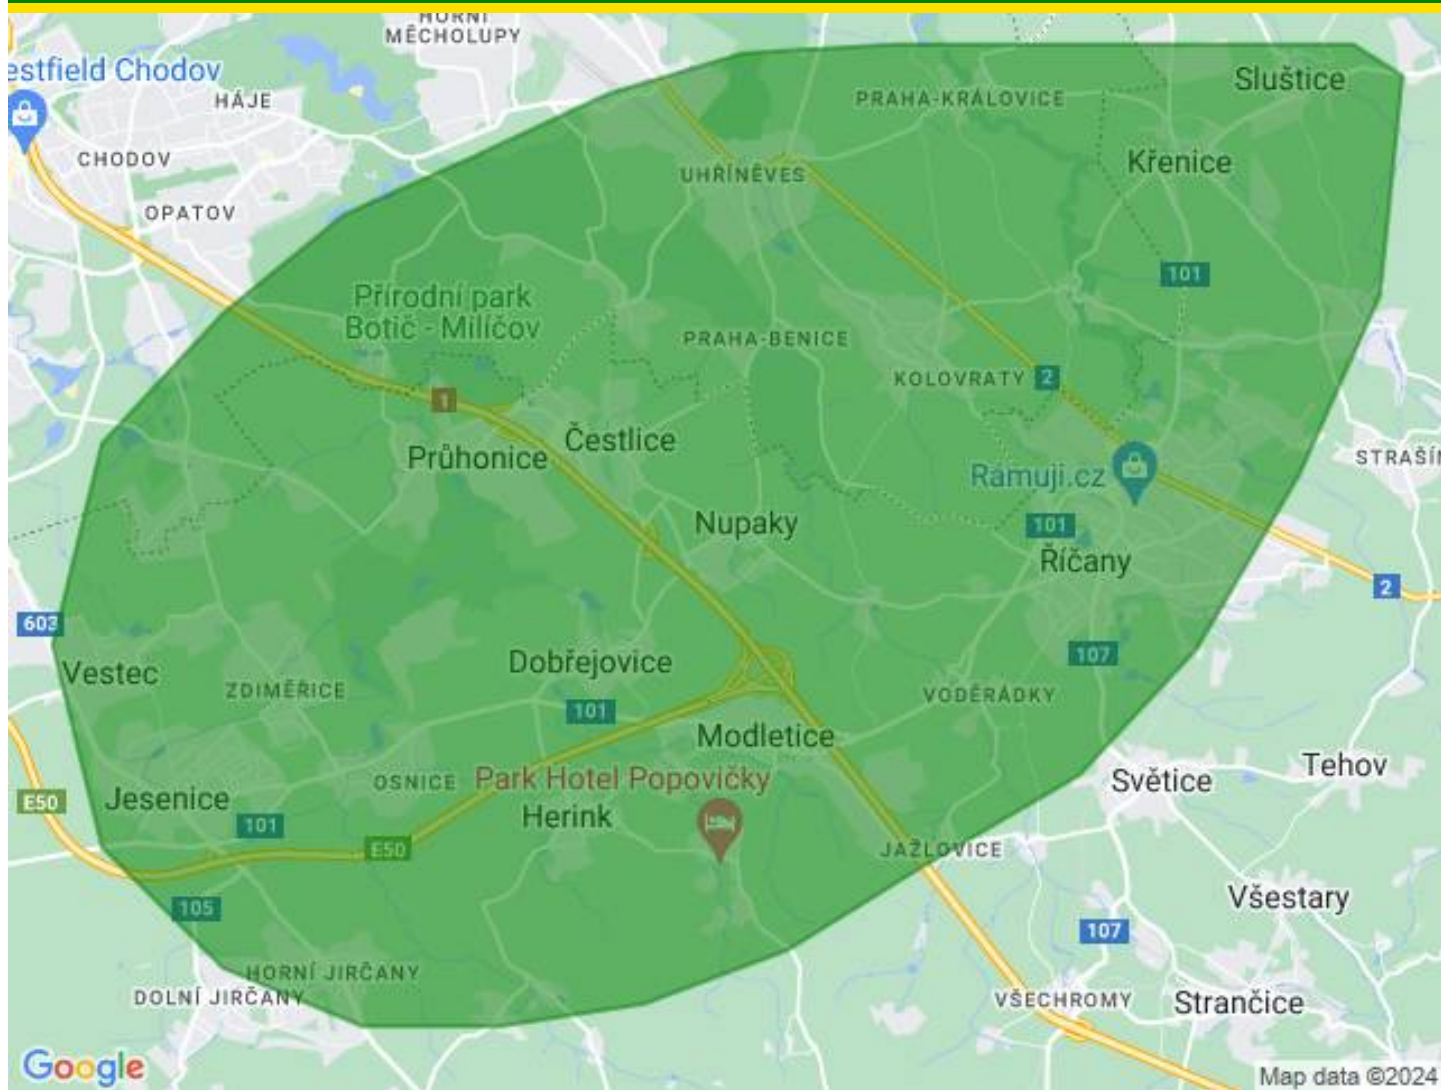 HORNÍ
MĚCHOLUPY
estfield Chodov
Sluštice
HÁJE
PRAHA-KRÁLOVICE
CHODOV
Křenice
UHŘÍNĚVES
OPATOV
101
Přírodní park
Botič - Milíčov
PRAHA-BENICE
KOLOVRATY
2
1
Čestlice
Průhonice
STRAŠÍN
Ramuji.cz
Nupaky
101
Říčany
2
603
107
Vestec
Dobřejovice
ZDIMĚŘICE
VODĚRÁDKY
101
Modletice
Tehov
Světice
OSNICE
Park Hotel Popovičky
E50
Jesenice
Herink
101
E50
JAŽLOVICE
Všestary
105
107
HORNÍ JIRČANY
DOLNÍ JIRČANY
VŠECHROMY
Strančice
Google
Map data ©2024